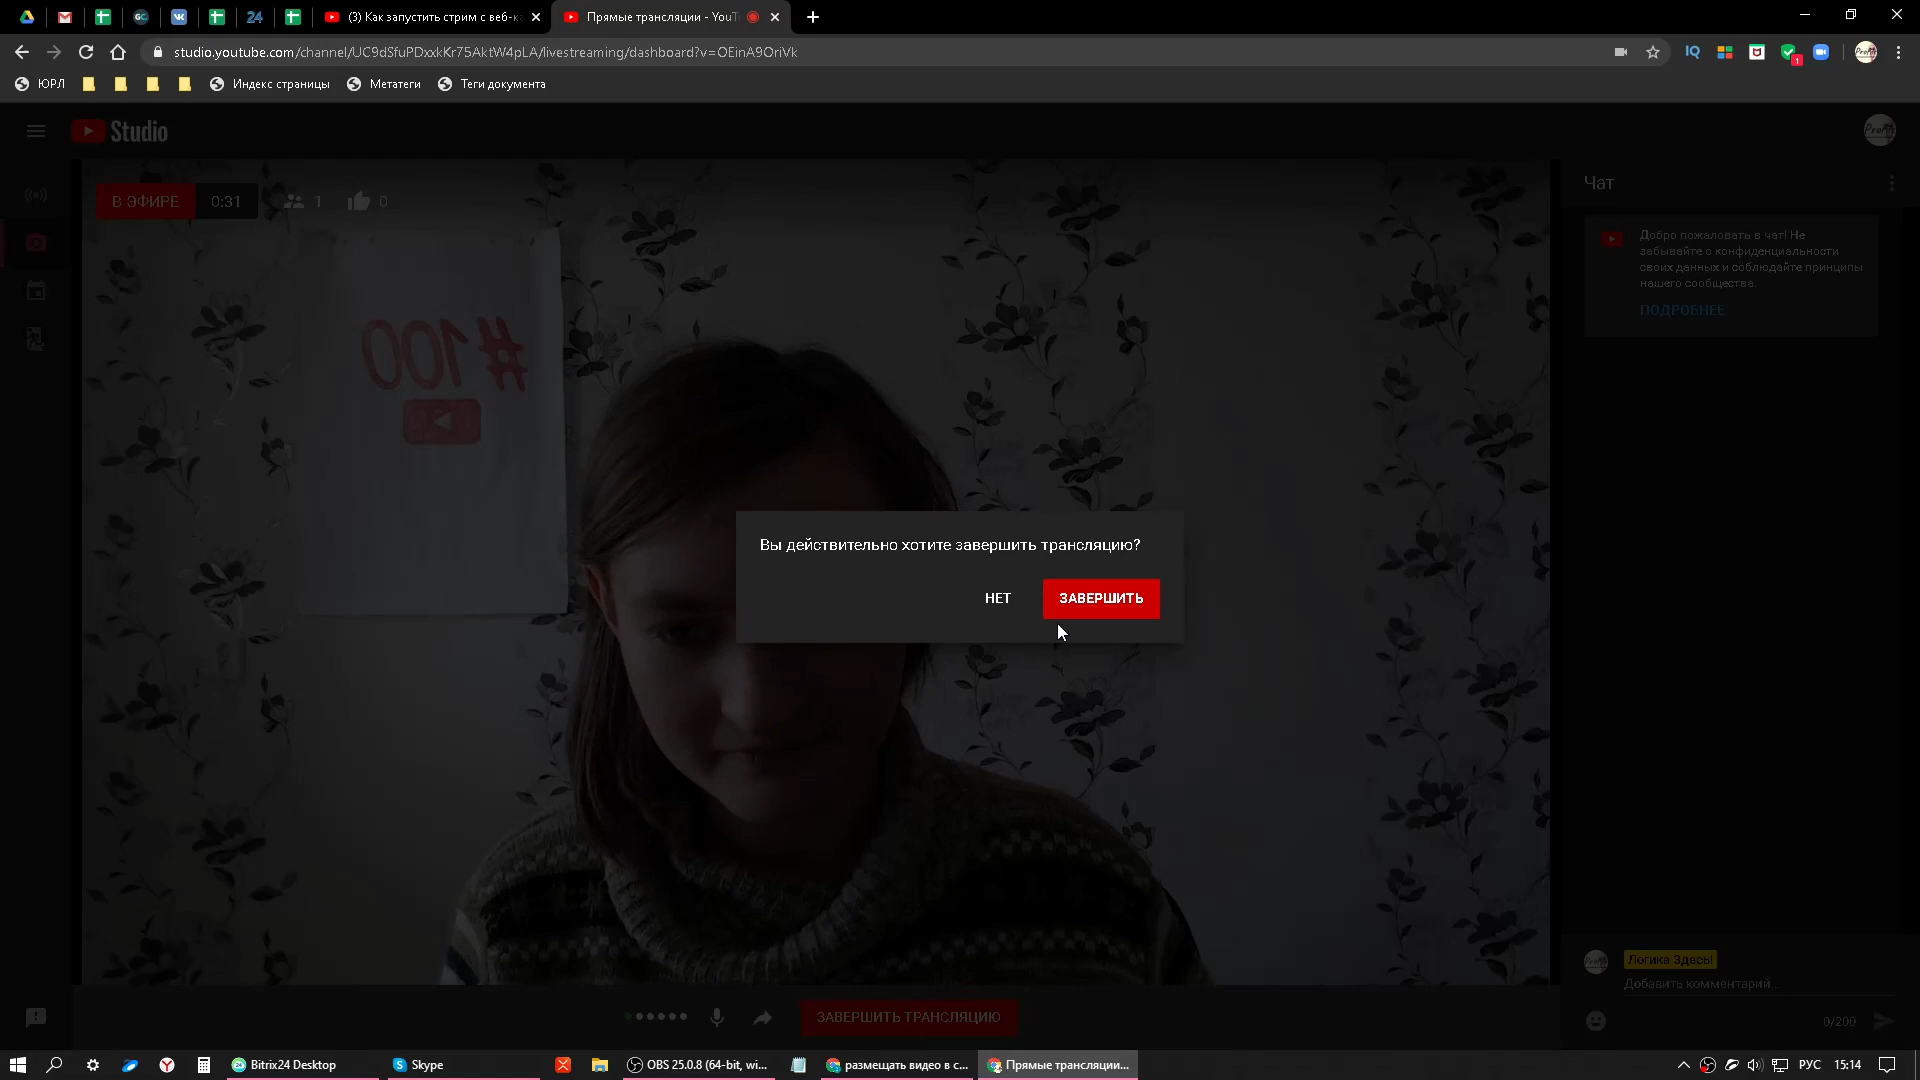 (3) Как запустить стрим с веб-ка
Прямые трансляции - YouT
studio.youtube.com/channel/UC9dSfuPDxxkKr75AktW4pLA/livestreaming/dashboard?v=OEinA9OriVk
ЮРЛ
Индекс страницы
Метатеги
Теги документа
Studio
В ЭФИРЕ
0:31
1
0
#100
Чат
Добро пожаловать в чат! Не
забывайте о конфиденциальности
своих данных и соблюдайте принципы
нашего сообщества.
ПОДРОБНЕЕ
Вы действительно хотите завершить трансляцию?
НЕТ
ЗАВЕРШИТЬ
Логика Здесь!
Добавить комментарий...
0/200
ЗАВЕРШИТЬ ТРАНСЛЯЦИЮ
Bitrix24 Desktop
Skype
OBS 25.0.8 (64-bit, wi...
размещать видео в с...
Прямые трансляции...
РУС
15:14